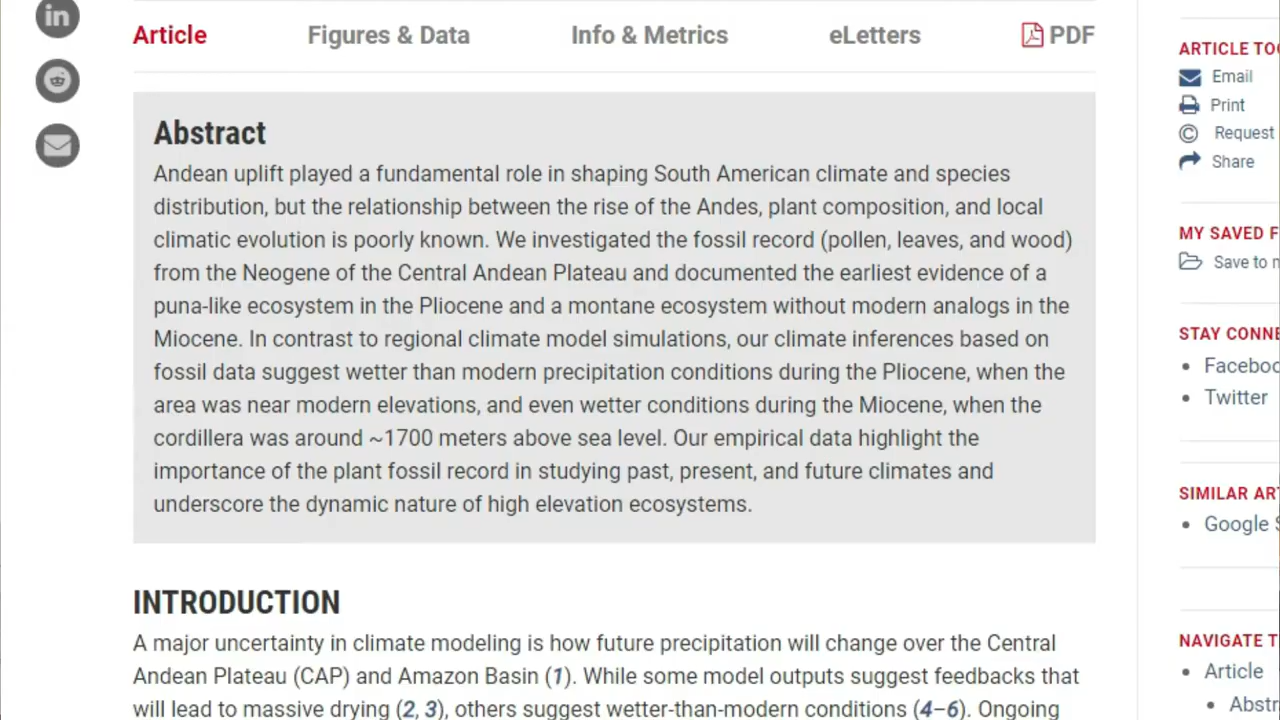 in
Article
Figures & Data
Info & Metrics
eLetters
PDF
Abstract
Andean uplift played a fundamental role in shaping South American climate and species
distribution, but the relationship between the rise of the Andes, plant composition, and local
climatic evolution is poorly known. We investigated the fossil record (pollen, leaves, and wood)
from the Neogene of the Central Andean Plateau and documented the earliest evidence of a
puna-like ecosystem in the Pliocene and a montane ecosystem without modern analogs in the
Miocene. In contrast to regional climate model simulations, our climate inferences based on
fossil data suggest wetter than modern precipitation conditions during the Pliocene, when the
area was near modern elevations, and even wetter conditions during the Miocene, when the
cordillera was around ~1700 meters above sea level. Our empirical data highlight the
importance of the plant fossil record in studying past, present, and future climates and
underscore the dynamic nature of high elevation ecosystems.
INTRODUCTION
A major uncertainty in climate modeling is how future precipitation will change over the Central
Andean Plateau (CAP) and Amazon Basin (1). While some model outputs suggest feedbacks that
will lead to massive drying (2, 3), others suggest wetter-than-modern conditions (4–6). Ongoing
ARTICLE TO
Email
Print
© Request
Share
MY SAVED F
Save to
STAY CONNE
• Faceboo
• Twitter
SIMILAR AR
• Google
NAVIGATE T
• Article
• Abstr